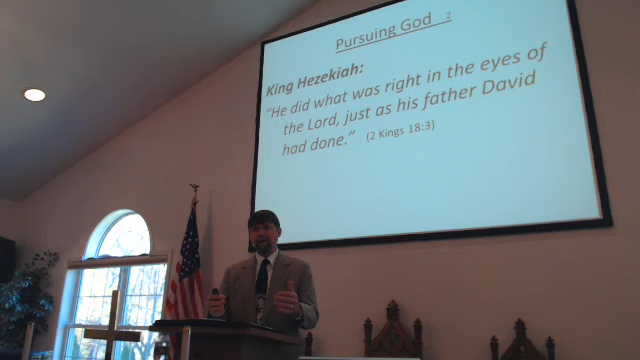 Pursuing God 2
King Hezekiah:
“He did what was right in the eyes of
the Lord, just as his father David
had done.” (2 Kings 18:3)